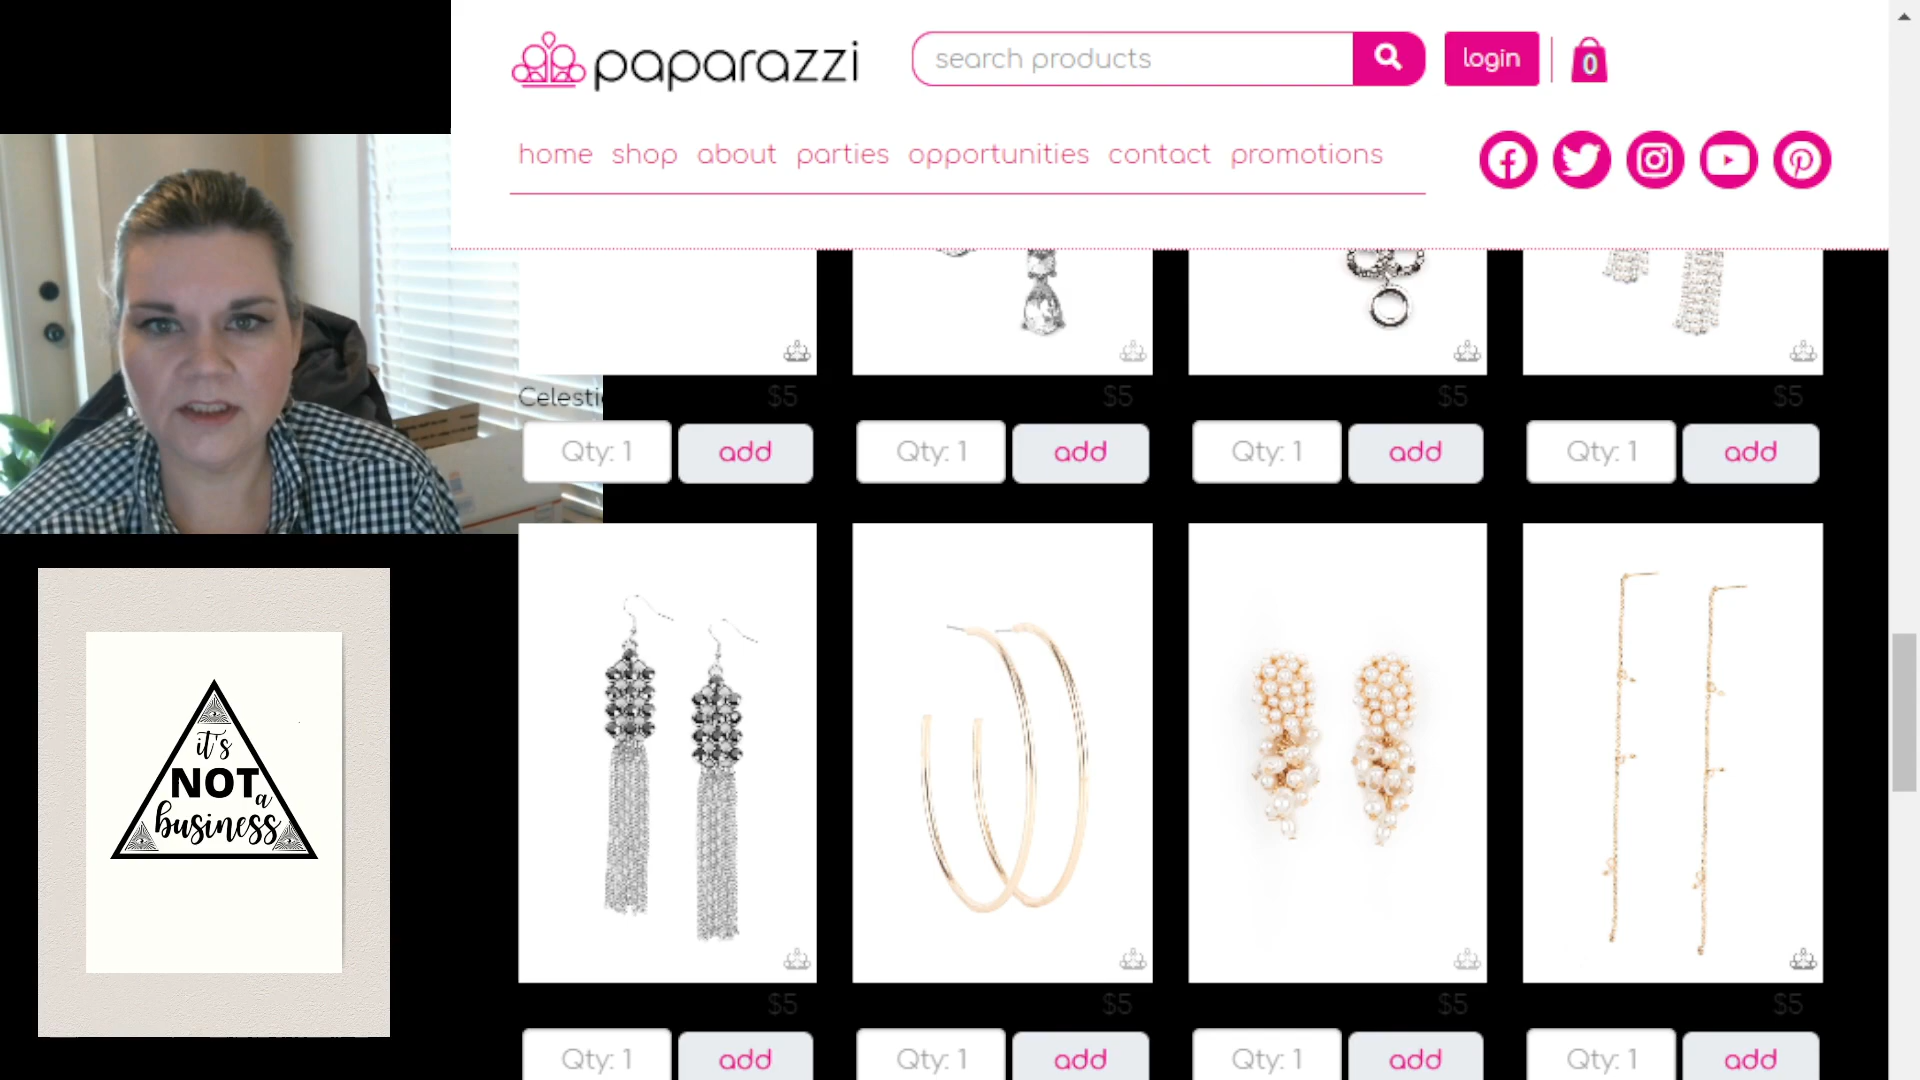 paparazzi
search products
login
0
home shop about parties opportunities contact promotions
$5 $5 $5 $5
Qty: 1 add Qty: 1 add Qty: 1 add Qty: 1 add
it's
NOT
a
business
$5 $5 $5 $5
Qty: 1 add Qty: 1 add Qty: 1 add Qty: 1 add